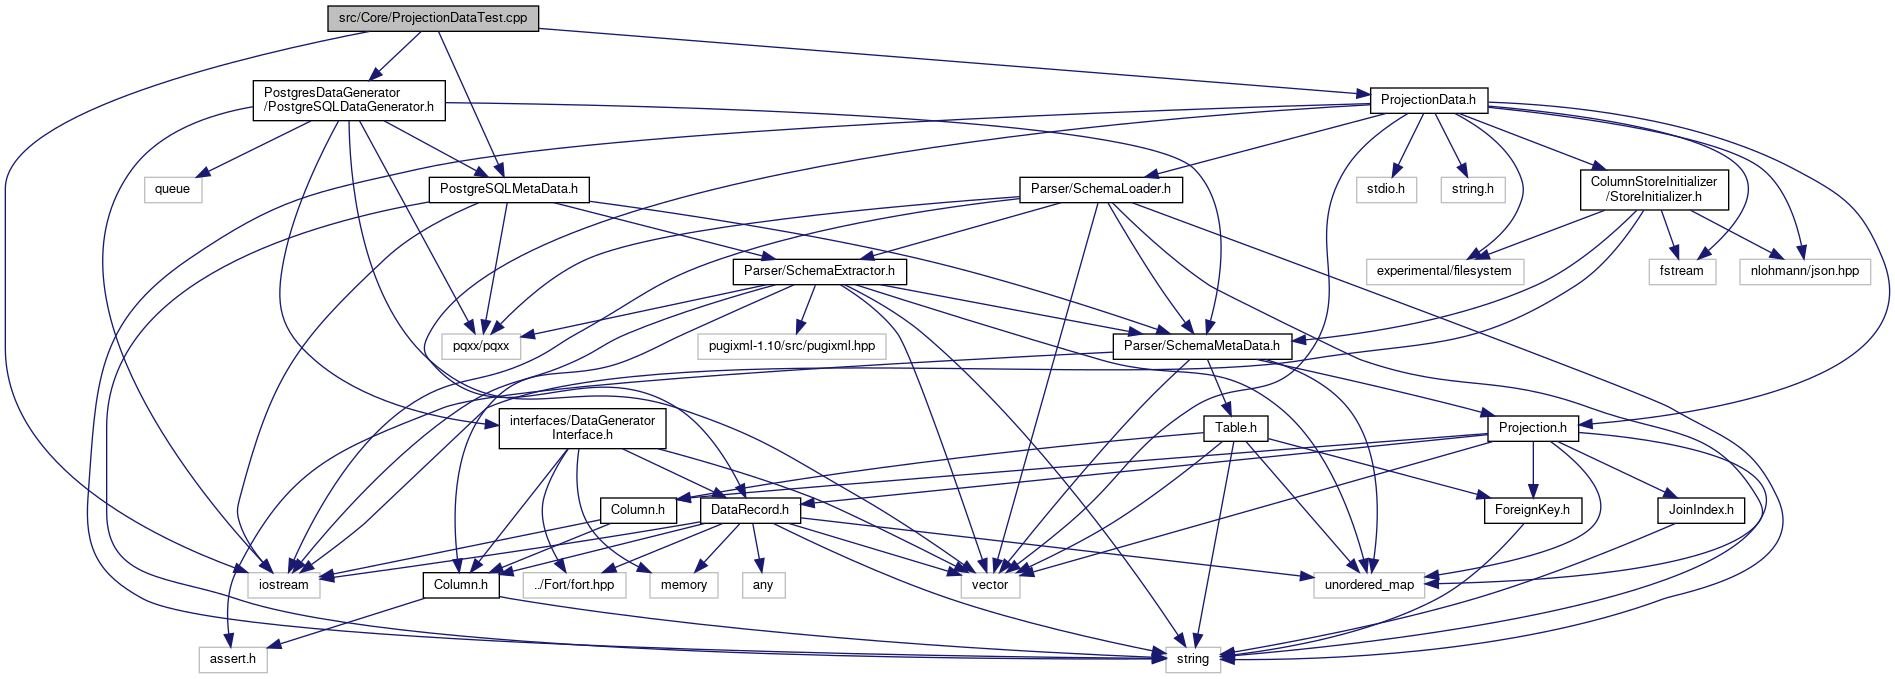 src/Core/ProjectionDataTest.cpp
PostgresDataGenerator
/PostgreSQLDataGenerator.h
ProjectionData.h
queue
PostgreSQLMetaData.h
Parser/SchemaLoader.h
stdio.h
string.h
ColumnStoreInitializer
/StoreInitializer.h
Parser/SchemaExtractor.h
experimental/filesystem
fstream
nlohmann/json.hpp
pqxx/pqxx
pugixml-1.10/src/pugixml.hpp
Parser/SchemaMetaData.h
interfaces/DataGenerator
Interface.h
Table.h
Projection.h
Column.h
DataRecord.h
ForeignKey.h
JoinIndex.h
iostream
Column.h
../Fort/fort.hpp
memory
any
vector
unordered_map
assert.h
string